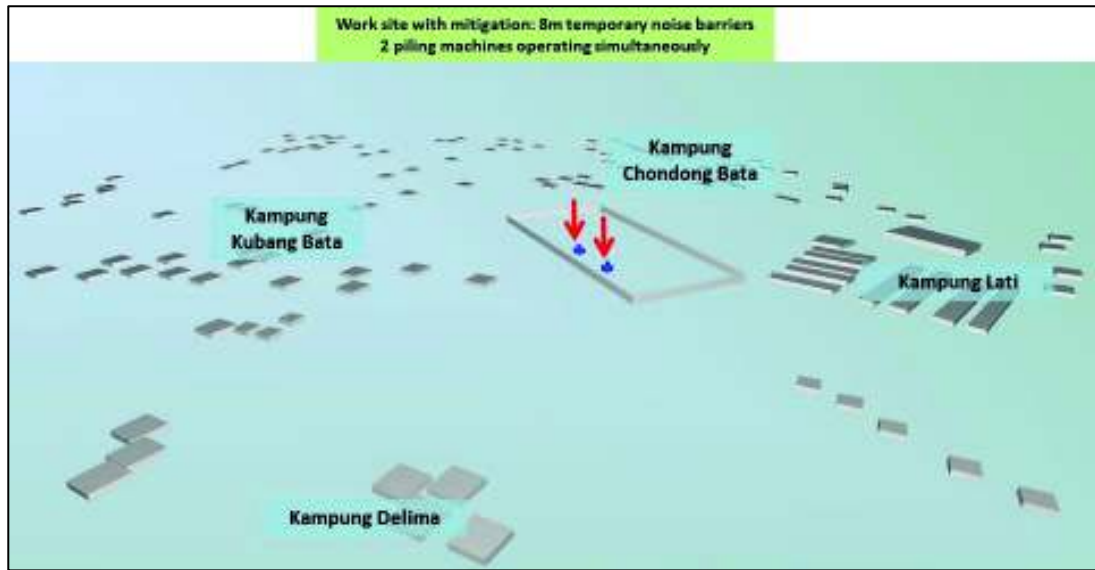 Work site with mitigation: 8m temporary noise barriers
2 piling machines operating simultaneously
Kampung
Chondong Bata
Kampung
Kubang Bata
Kampung Lati
Kampung Delima